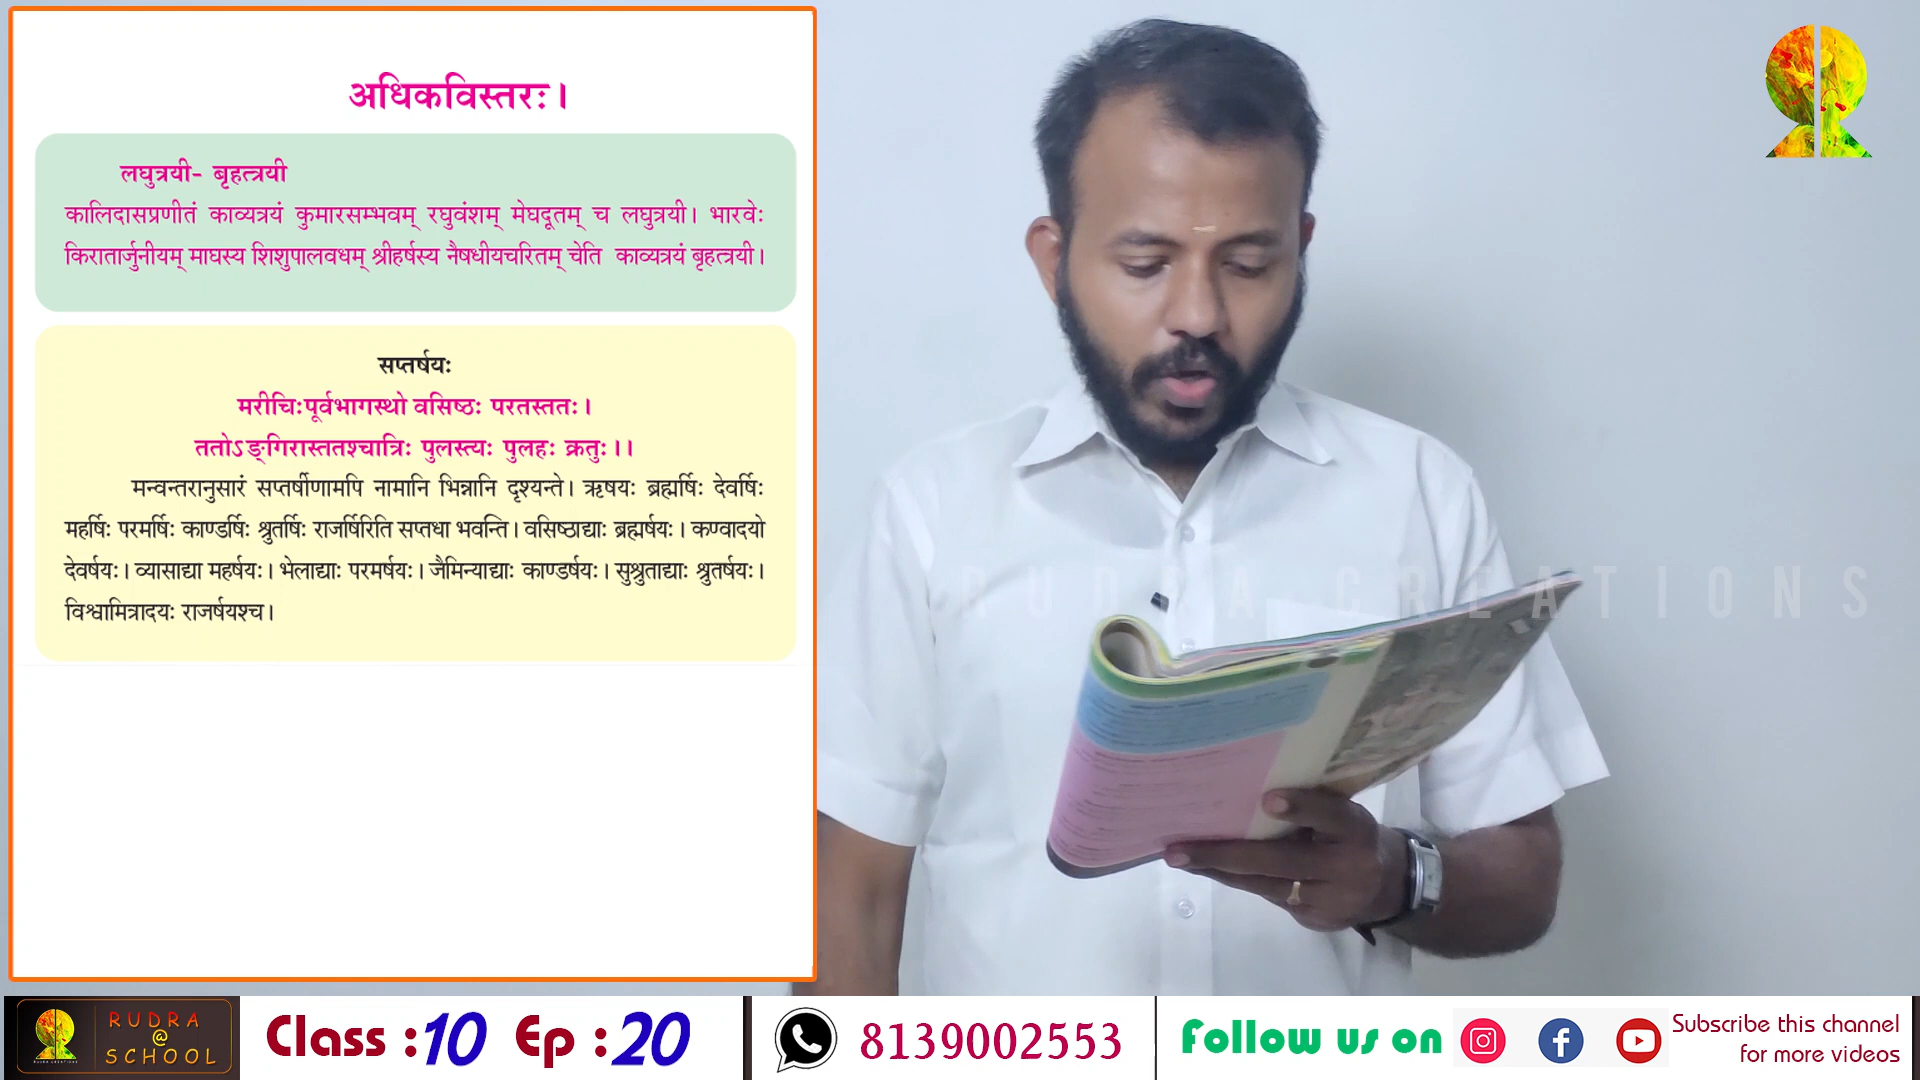 अधिकविस्तरः।
लघुत्रयी- बृहत्त्रयी
कालिदासप्रणीतं काव्यत्रयं कुमारसम्भवम् रघुवंशम् मेघदूतम् च लघुत्रयी। भारवेः
किरातार्जुनीयम् माघस्य शिशुपालवधम् श्रीहर्षस्य नैषधीयचरितम् चेति काव्यत्रयं बृहत्त्रयी।
सप्तर्षयः
मरीचिःपूर्वभागस्थो वसिष्ठः परतस्ततः।
ततोऽङ्गिरास्ततश्चात्रिः पुलस्त्यः पुलहः क्रतुः।।
मन्वन्तरानुसारं सप्तर्षीणामपि नामानि भिन्नानि दृश्यन्ते। ऋषयः ब्रह्मर्षिः देवर्षिः
महर्षिः परमर्षिः काण्डर्षिः श्रुतर्षिः राजर्षिरिति सप्तधा भवन्ति। वसिष्ठाद्याः ब्रह्मर्षयः। कण्वादयो
देवर्षयः। व्यासाद्या महर्षयः। भेलाद्याः परमर्षयः। जैमिन्याद्याः काण्डर्षयः। सुश्रुताद्याः श्रुतर्षयः।
विश्वामित्रादयः राजर्षयश्च।
RUDRA CREATIONS
RUDRA
@
SCHOOL
Class :10 Ep :20
8139002553
Follow us on
Subscribe this channel
for more videos